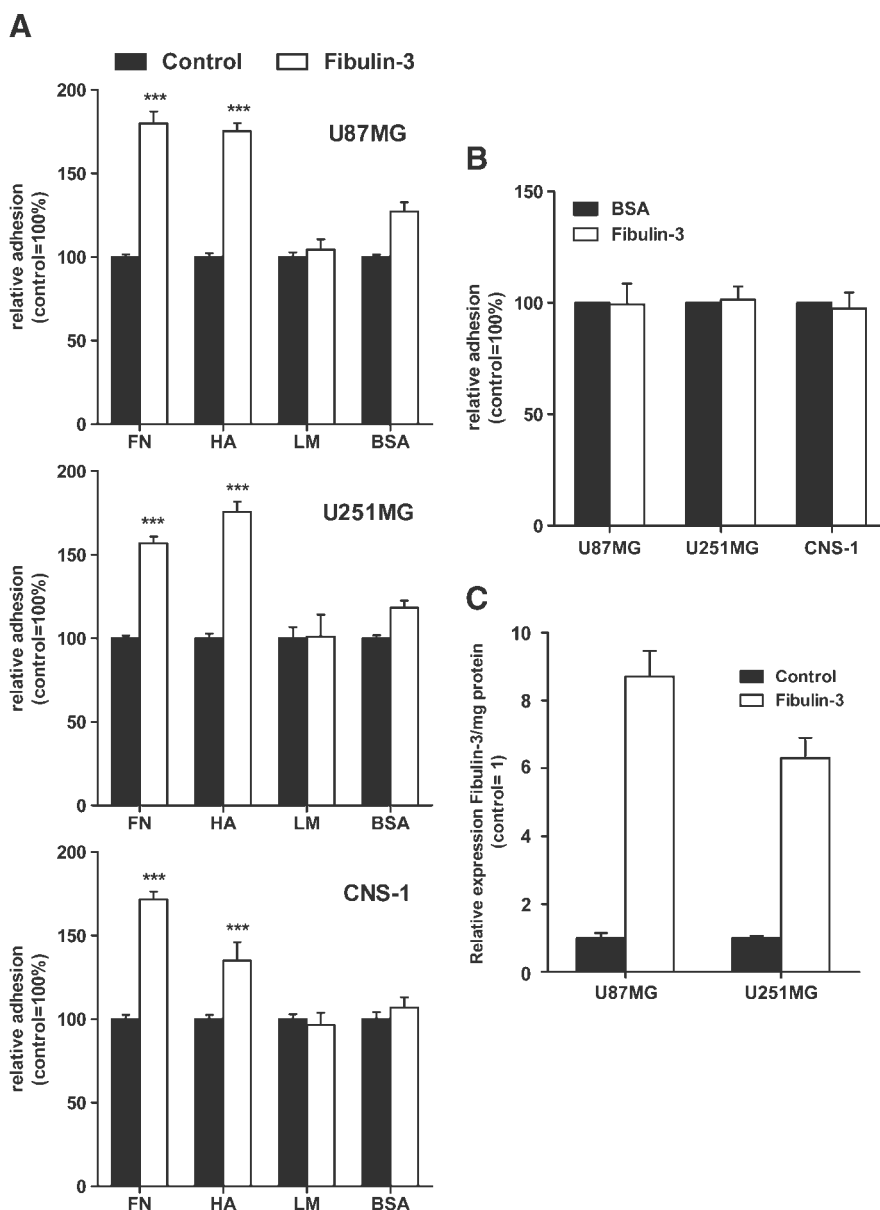 A
Control Fibulin-3
200
150
100
50
0
relative adhesion
(control=100%)
*** ***
U87MG
FN HA LM BSA
200
150
100
50
0
relative adhesion
(control=100%)
*** ***
U251MG
FN HA LM BSA
200
150
100
50
0
relative adhesion
(control=100%)
*** ***
CNS-1
FN HA LM BSA
B
150
100
50
0
relative adhesion
(control=100%)
BSA
Fibulin-3
U87MG U251MG CNS-1
C
10
8
6
4
2
0
Relative expression Fibulin-3/mg protein
(control= 1)
Control
Fibulin-3
U87MG U251MG